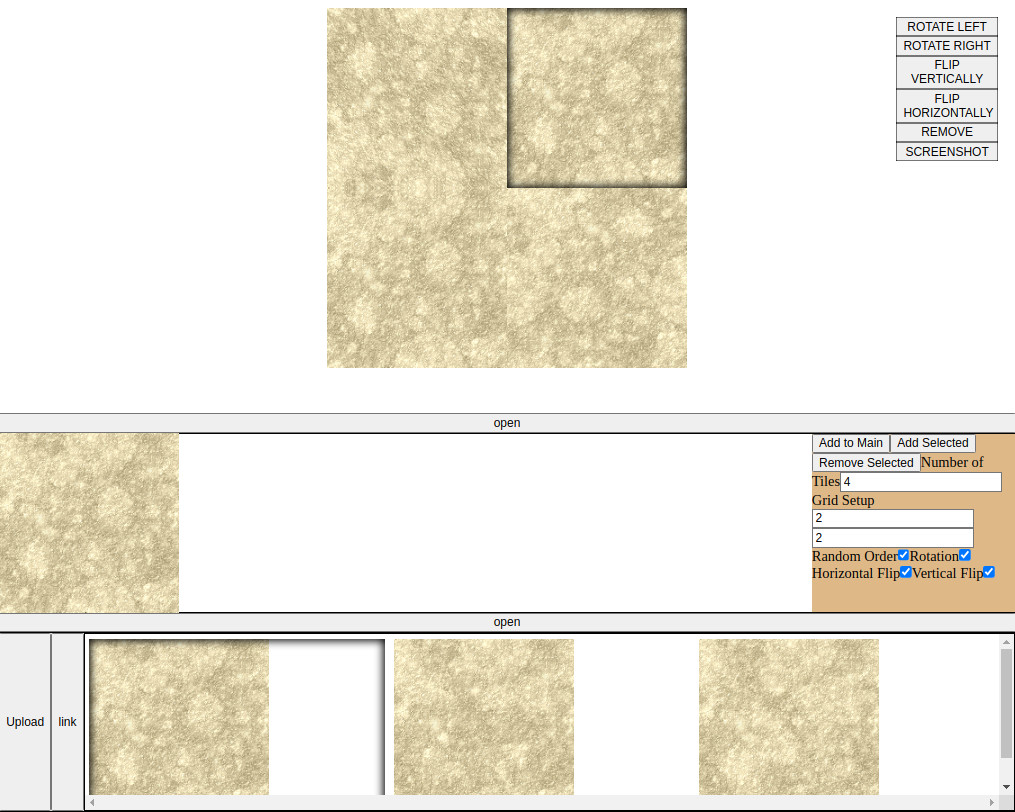 ROTATE LEFT
ROTATE RIGHT
FLIP
VERTICALLY
FLIP
HORIZONTALLY
REMOVE
SCREENSHOT
open
Add to Main Add Selected
Remove Selected Number of
Tiles 4
Grid Setup
2
2
Random Order Rotation
Horizontal Flip Vertical Flip
open
Upload link